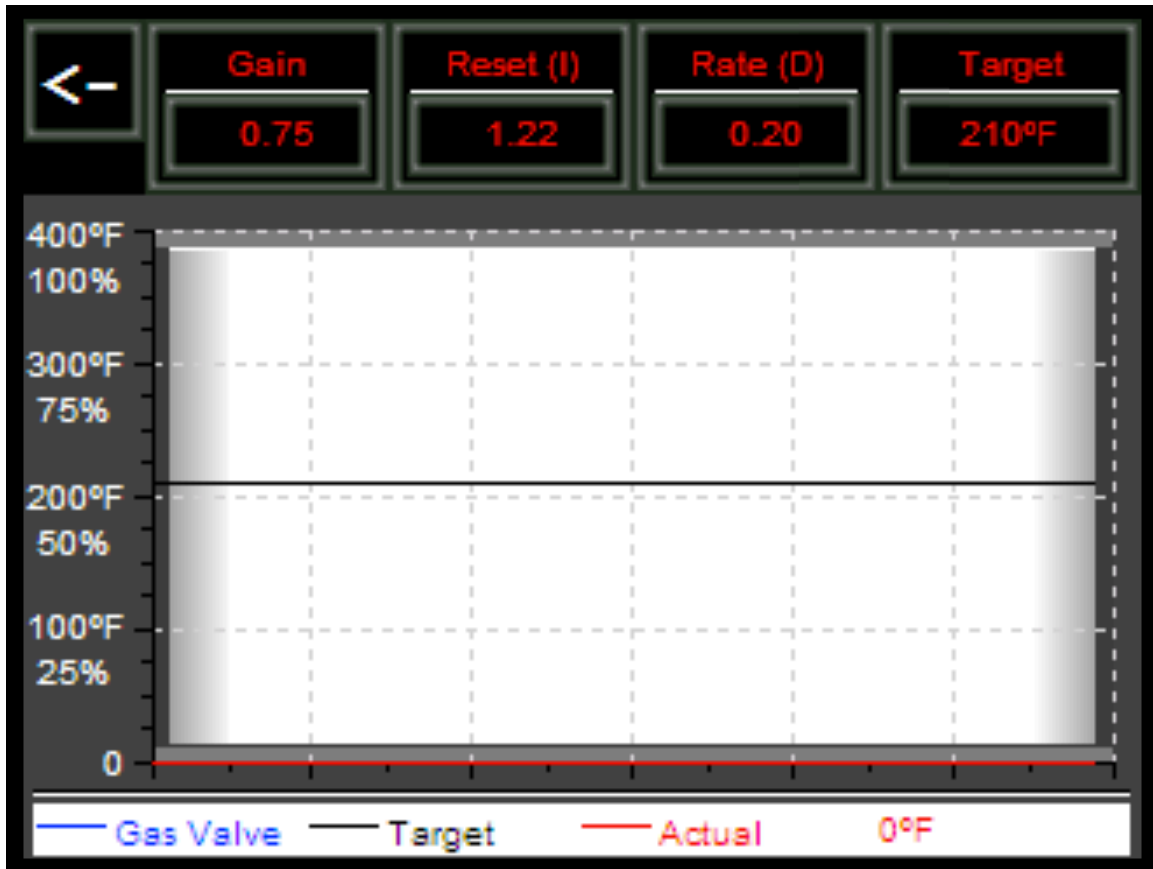 <-
Gain
Reset (I)
Rate (D)
Target
0.75
1.22
0.20
210ºF
400ºF
100%
300ºF
75%
200ºF
50%
100ºF
25%
0
Gas Valve Target Actual 0ºF